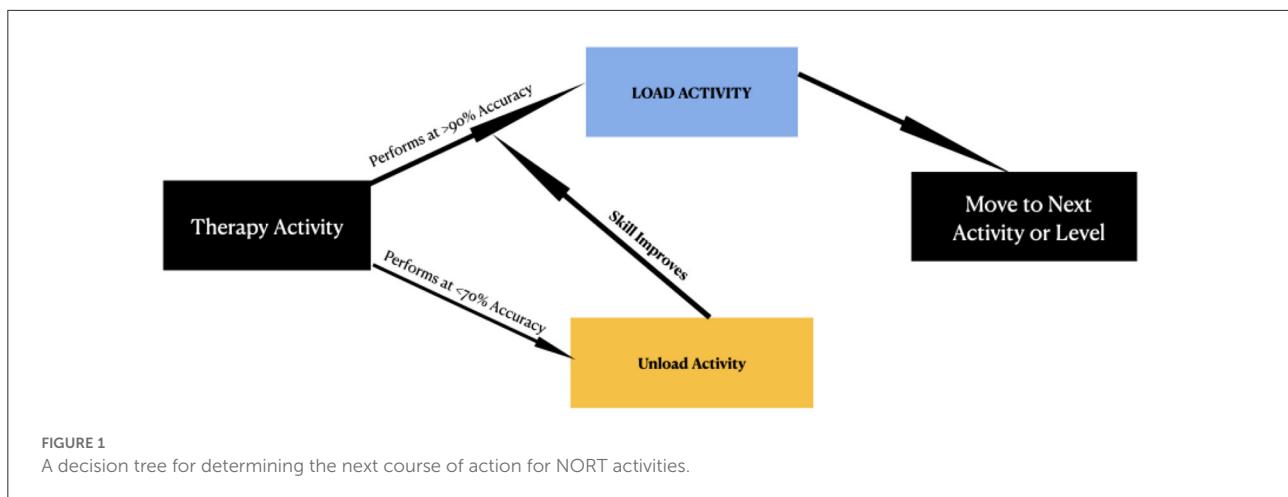 LOAD ACTIVITY
Performs at >90% Accuracy
Therapy Activity
Move to Next
Activity or Level
Skill Improves
Performs at <70% Accuracy
Unload Activity
FIGURE 1
A decision tree for determining the next course of action for NORT activities.